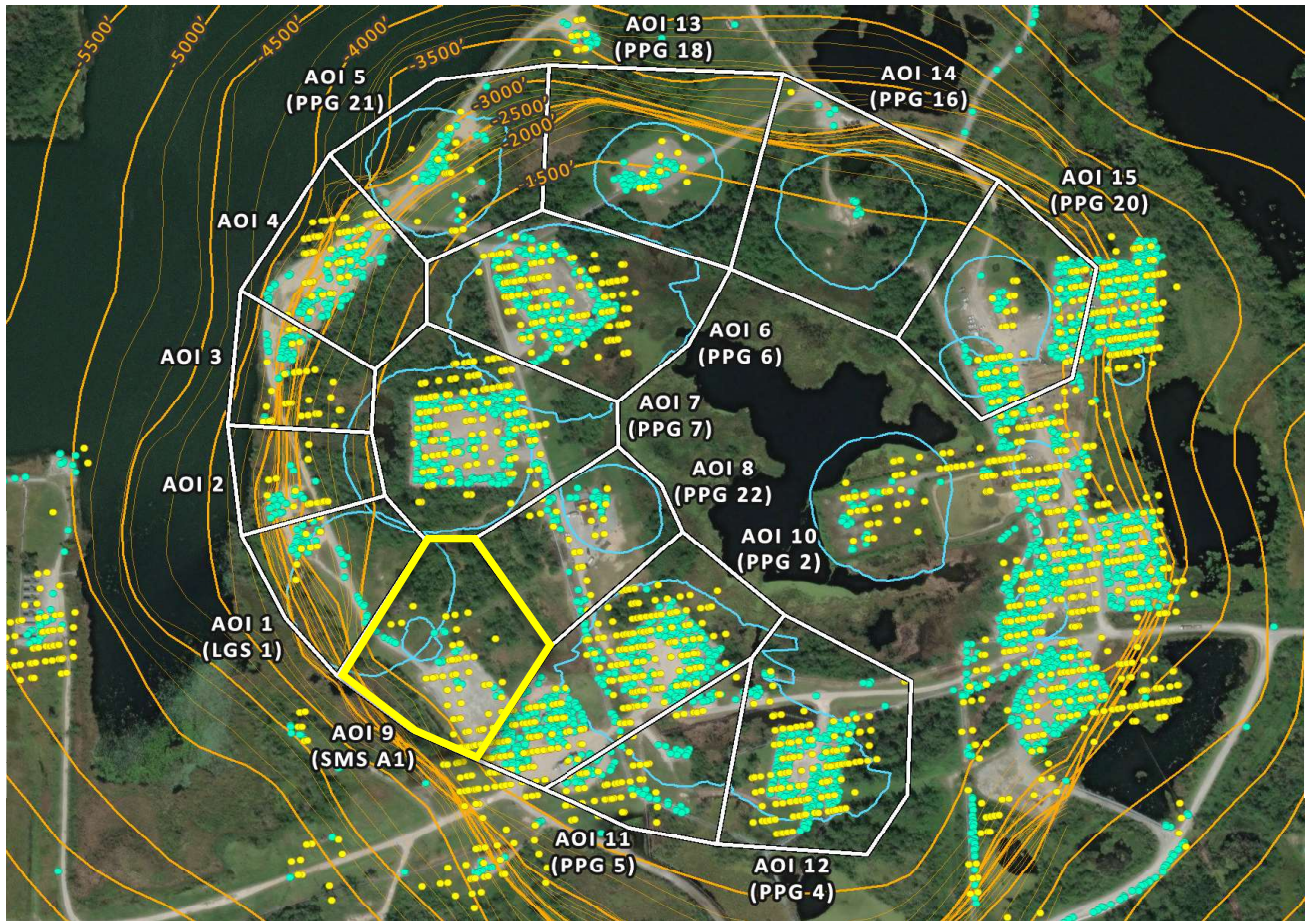 -5500'
-5000'
-4500'
-4000'
-3500'
-3000'
-2500'
-2000'
-1500'
AOI 13
(PPG 18)
AOI 5
(PPG 21)
AOI 14
(PPG 16)
AOI 15
(PPG 20)
AOI 4
AOI 3
AOI 6
(PPG 6)
AOI 7
(PPG 7)
AOI 2
AOI 8
(PPG 22)
AOI 10
(PPG 2)
AOI 1
(LGS 1)
AOI 9
(SMS A1)
AOI 11
(PPG 5)
AOI 12
(PPG 4)